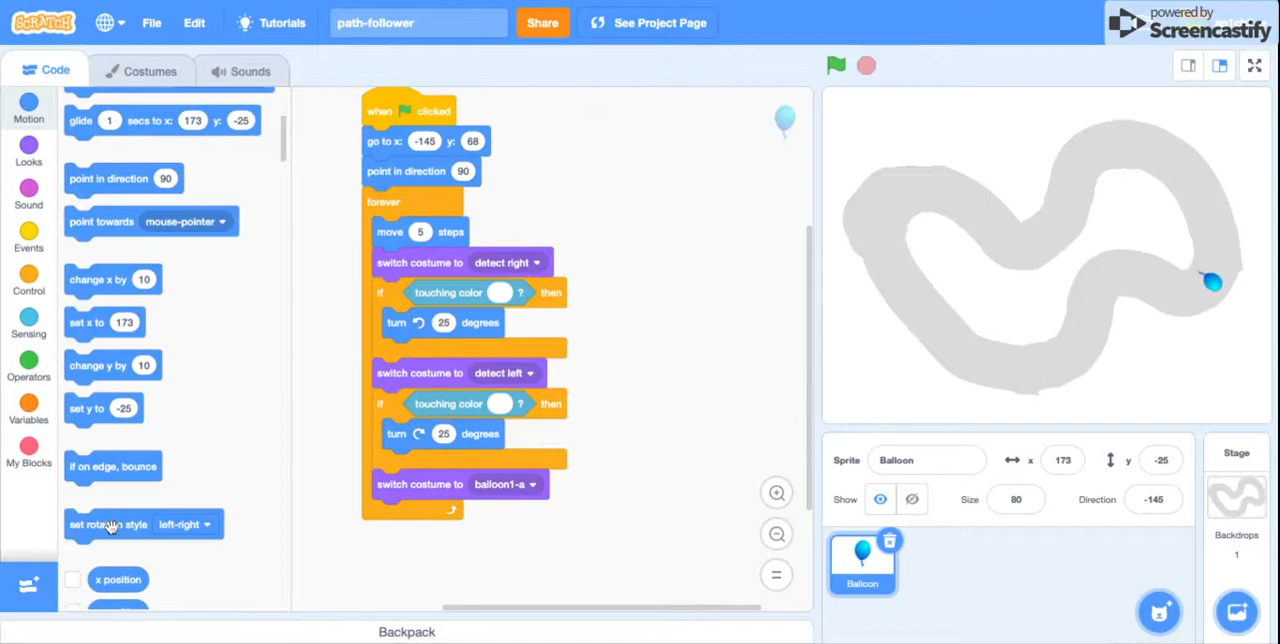 SCRATCH File Edit Tutorials path-follower Share See Project Page powered by Screencastify
Code Costumes Sounds
Motion
Looks
Sound
Events
Control
Sensing
Operators
Variables
My Blocks
glide 1 secs to x: 173 y: -25
point in direction 90
point towards mouse-pointer
change x by 10
set x to 173
change y by 10
set y to -25
if on edge, bounce
set rotation style left-right
x position
when clicked
go to x: -145 y: 68
point in direction 90
forever
move 5 steps
switch costume to detect right
if touching color ? then
turn 25 degrees
switch costume to detect left
if touching color ? then
turn 25 degrees
switch costume to balloon1-a
Sprite Balloon x 173 y -25
Show Size 80 Direction -145
Balloon
Stage
Backdrops
1
Backpack